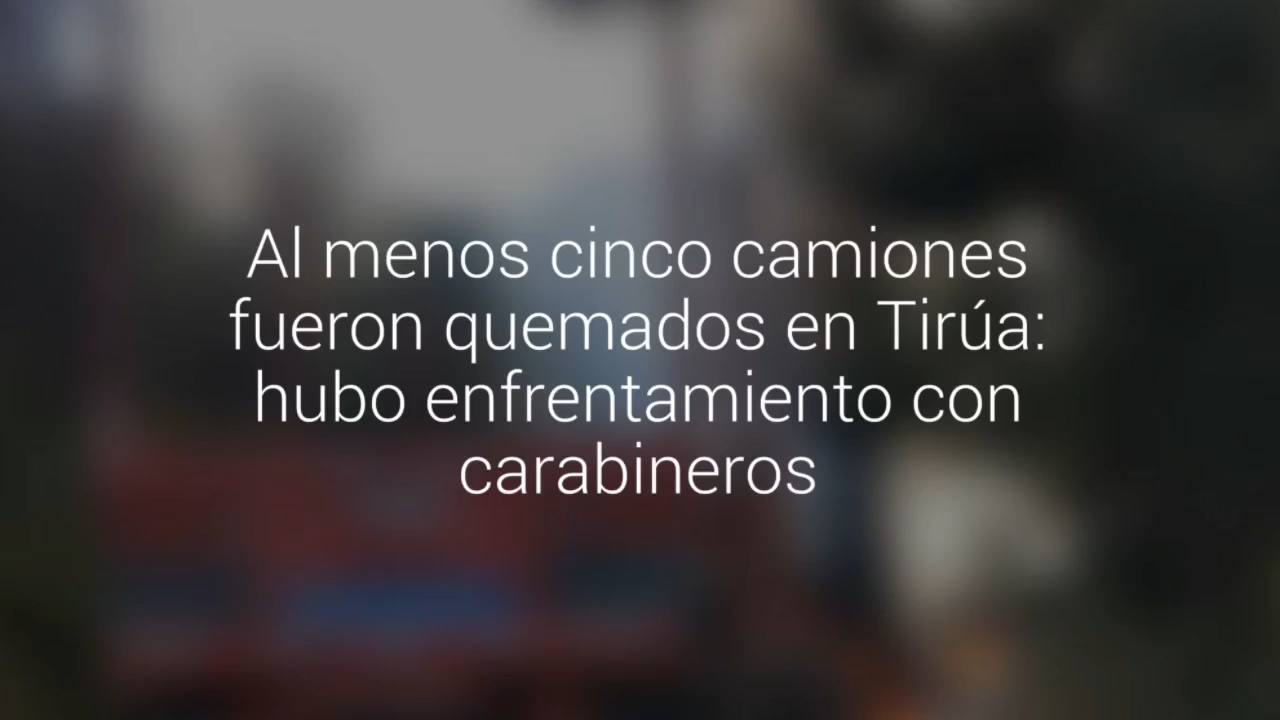 Al menos cinco camiones
fueron quemados en Tirúa:
hubo enfrentamiento con
carabineros